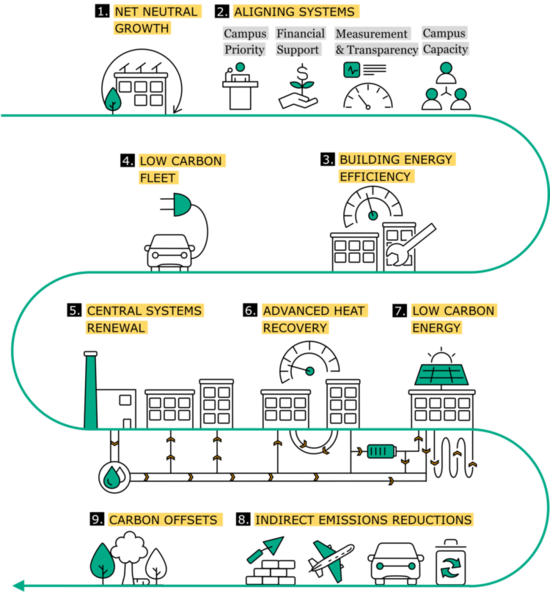 1. NET NEUTRAL
GROWTH
2. ALIGNING SYSTEMS
Campus
Priority
Financial
Support
Measurement
& Transparency
Campus
Capacity
3. BUILDING ENERGY
EFFICIENCY
4. LOW CARBON
FLEET
5. CENTRAL SYSTEMS
RENEWAL
6. ADVANCED HEAT
RECOVERY
7. LOW CARBON
ENERGY
8. INDIRECT EMISSIONS REDUCTIONS
9. CARBON OFFSETS